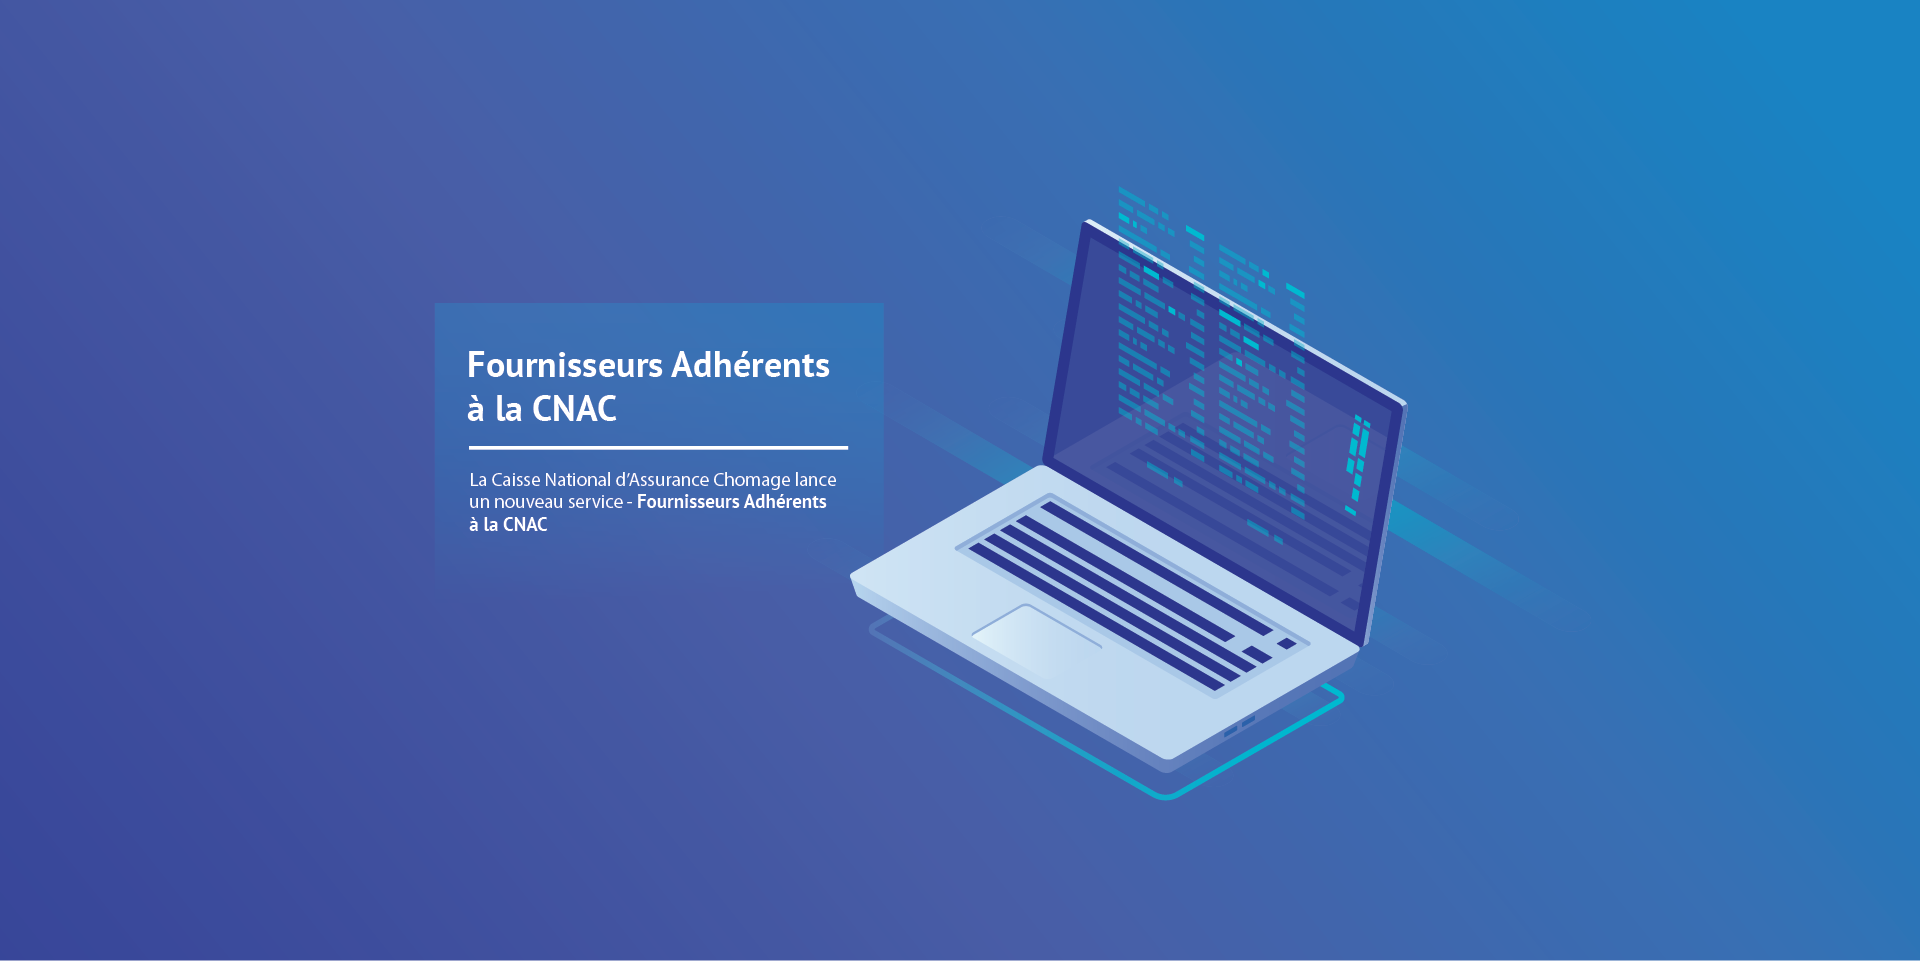 Fournisseurs Adhérents
à la CNAC
La Caisse National d’Assurance Chomage lance
un nouveau service - Fournisseurs Adhérents
à la CNAC